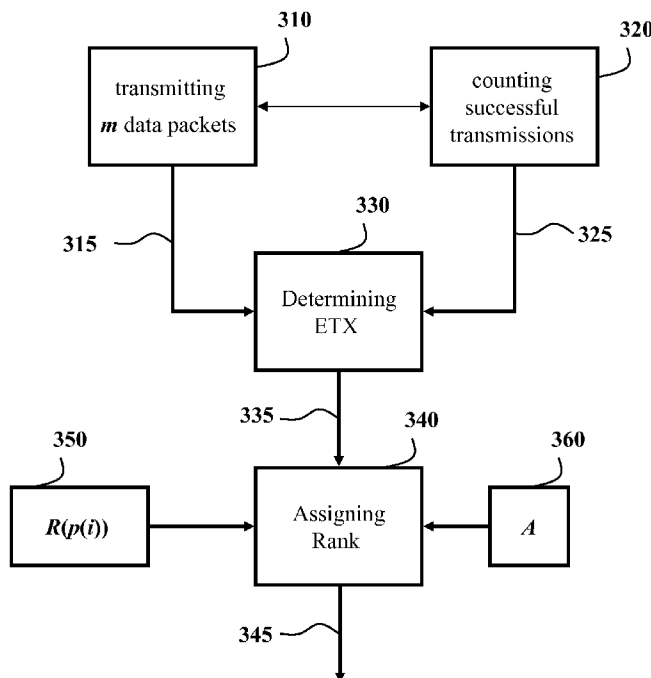 310
320
transmitting
m data packets
counting
successful
transmissions
315
330
325
Determining
ETX
335
350
340
360
R(p(i))
Assigning
Rank
A
345